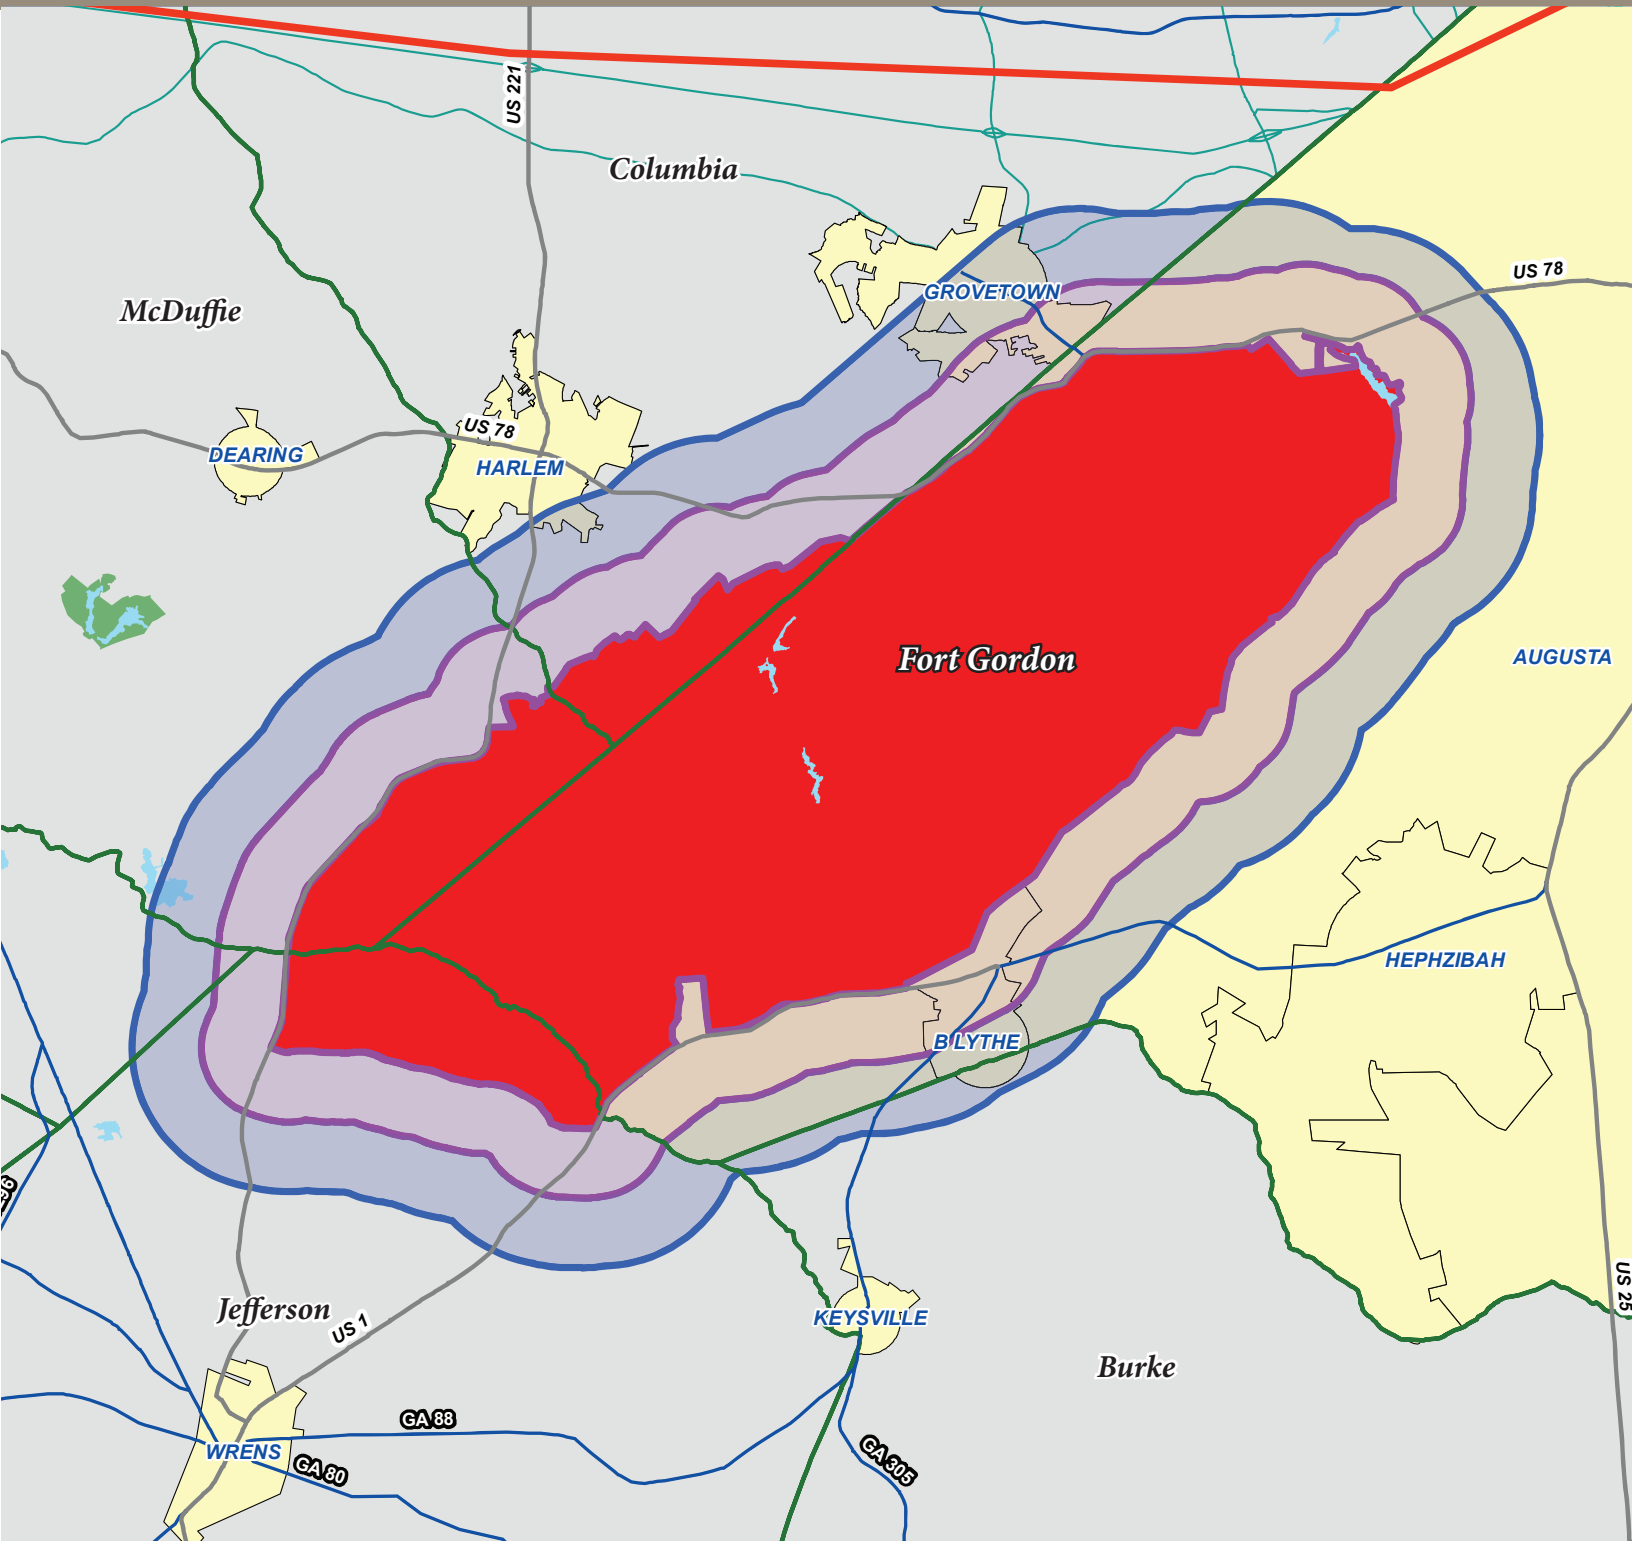 US 221
Columbia
US 78
GROVETOWN
McDuffie
US 78
DEARING
HARLEM
Fort Gordon
AUGUSTA
HEPHZIBAH
BLYTHE
US 25
Jefferson
US 1
KEYSVILLE
Burke
GA 88
WRENS
GA 80
GA 305